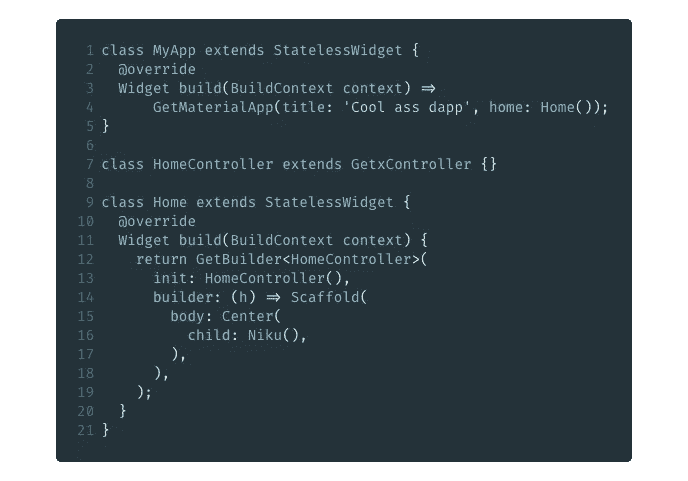 1 class MyApp extends StatelessWidget {
2   @override
3   Widget build(BuildContext context) =>
4       GetMaterialApp(title: 'Cool ass dapp', home: Home());
5 }
6
7 class HomeController extends GetxController {}
8
9 class Home extends StatelessWidget {
10   @override
11   Widget build(BuildContext context) {
12     return GetBuilder<HomeController>(
13       init: HomeController(),
14       builder: (h) => Scaffold(
15         body: Center(
16           child: Niku(),
17         ),
18       ),
19     );
20   }
21 }